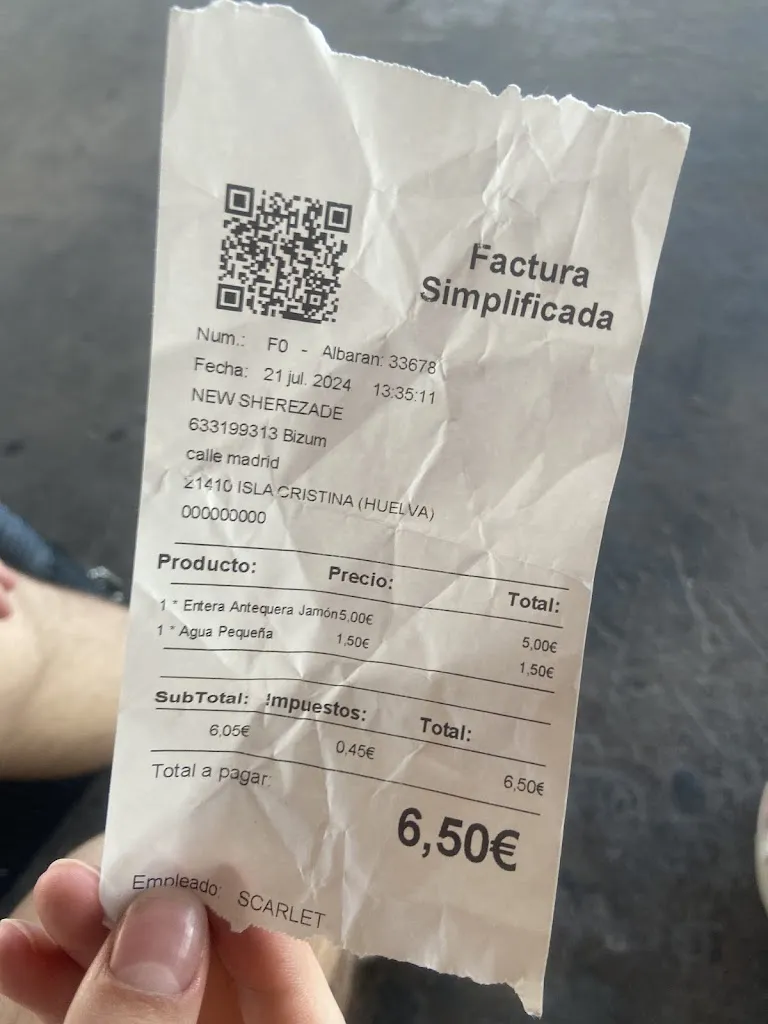 Factura
Simplificada
Num.: F0 - Albaran: 33678
Fecha: 21 jul. 2024 13:35:11
NEW SHEREZADE
633199313 Bizum
calle madrid
21410 ISLA CRISTINA (HUELVA)
000000000
Producto: Precio: Total:
1 * Entera Antequera Jamón 5,00€ 5,00€
1 * Agua Pequeña 1,50€ 1,50€
SubTotal: Impuestos: Total:
6,05€ 0,45€ 6,50€
Total a pagar:
6,50€
Empleado: SCARLET